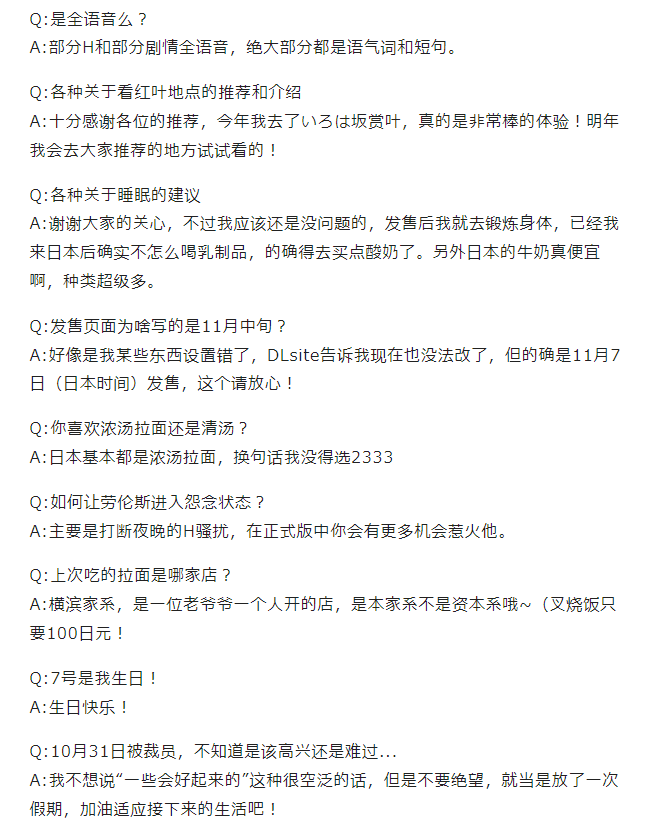 Q:是全语音么？
A:部分H和部分剧情全语音，绝大部分都是语气词和短句。
Q:各种关于看红叶地点的推荐和介绍
A:十分感谢各位的推荐，今年我去了いろは坂赏叶，真的是非常棒的体验！明年
我会去大家推荐的地方试试看的！
Q:各种关于睡眠的建议
A:谢谢大家的关心，不过我应该还是没问题的，发售后我就去锻炼身体，已经我
来日本后确实不怎么喝乳制品，的确得去买点酸奶了。另外日本的牛奶真便宜
啊，种类超级多。
Q:发售页面为啥写的是11月中旬？
A:好像是我某些东西设置错了，DLsite告诉我现在也没法改了，但的确是11月7
日（日本时间）发售，这个请放心！
Q:你喜欢浓汤拉面还是清汤？
A:日本基本都是浓汤拉面，换句话我没得选2333
Q:如何让劳伦斯进入怨念状态？
A:主要是打断夜晚的H骚扰，在正式版中你会有更多机会惹火他。
Q:上次吃的拉面是哪家店？
A:横滨家系，是一位老爷爷一个人开的店，是本家系不是资本系哦~（叉烧饭只
要100日元！
Q:7号是我生日！
A:生日快乐！
Q:10月31日被裁员，不知道是该高兴还是难过...
A:我不想说“一些会好起来的”这种很空泛的话，但是不要绝望，就当是放了一次
假期，加油适应接下来的生活吧！